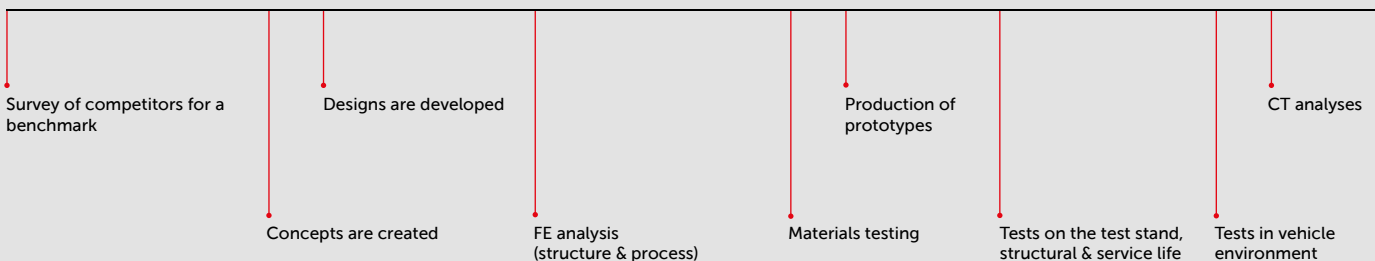 Survey of competitors for a
benchmark
Concepts are created
Designs are developed
FE analysis
(structure & process)
Materials testing
Production of
prototypes
Tests on the test stand,
structural & service life
Tests in vehicle
environment
CT analyses